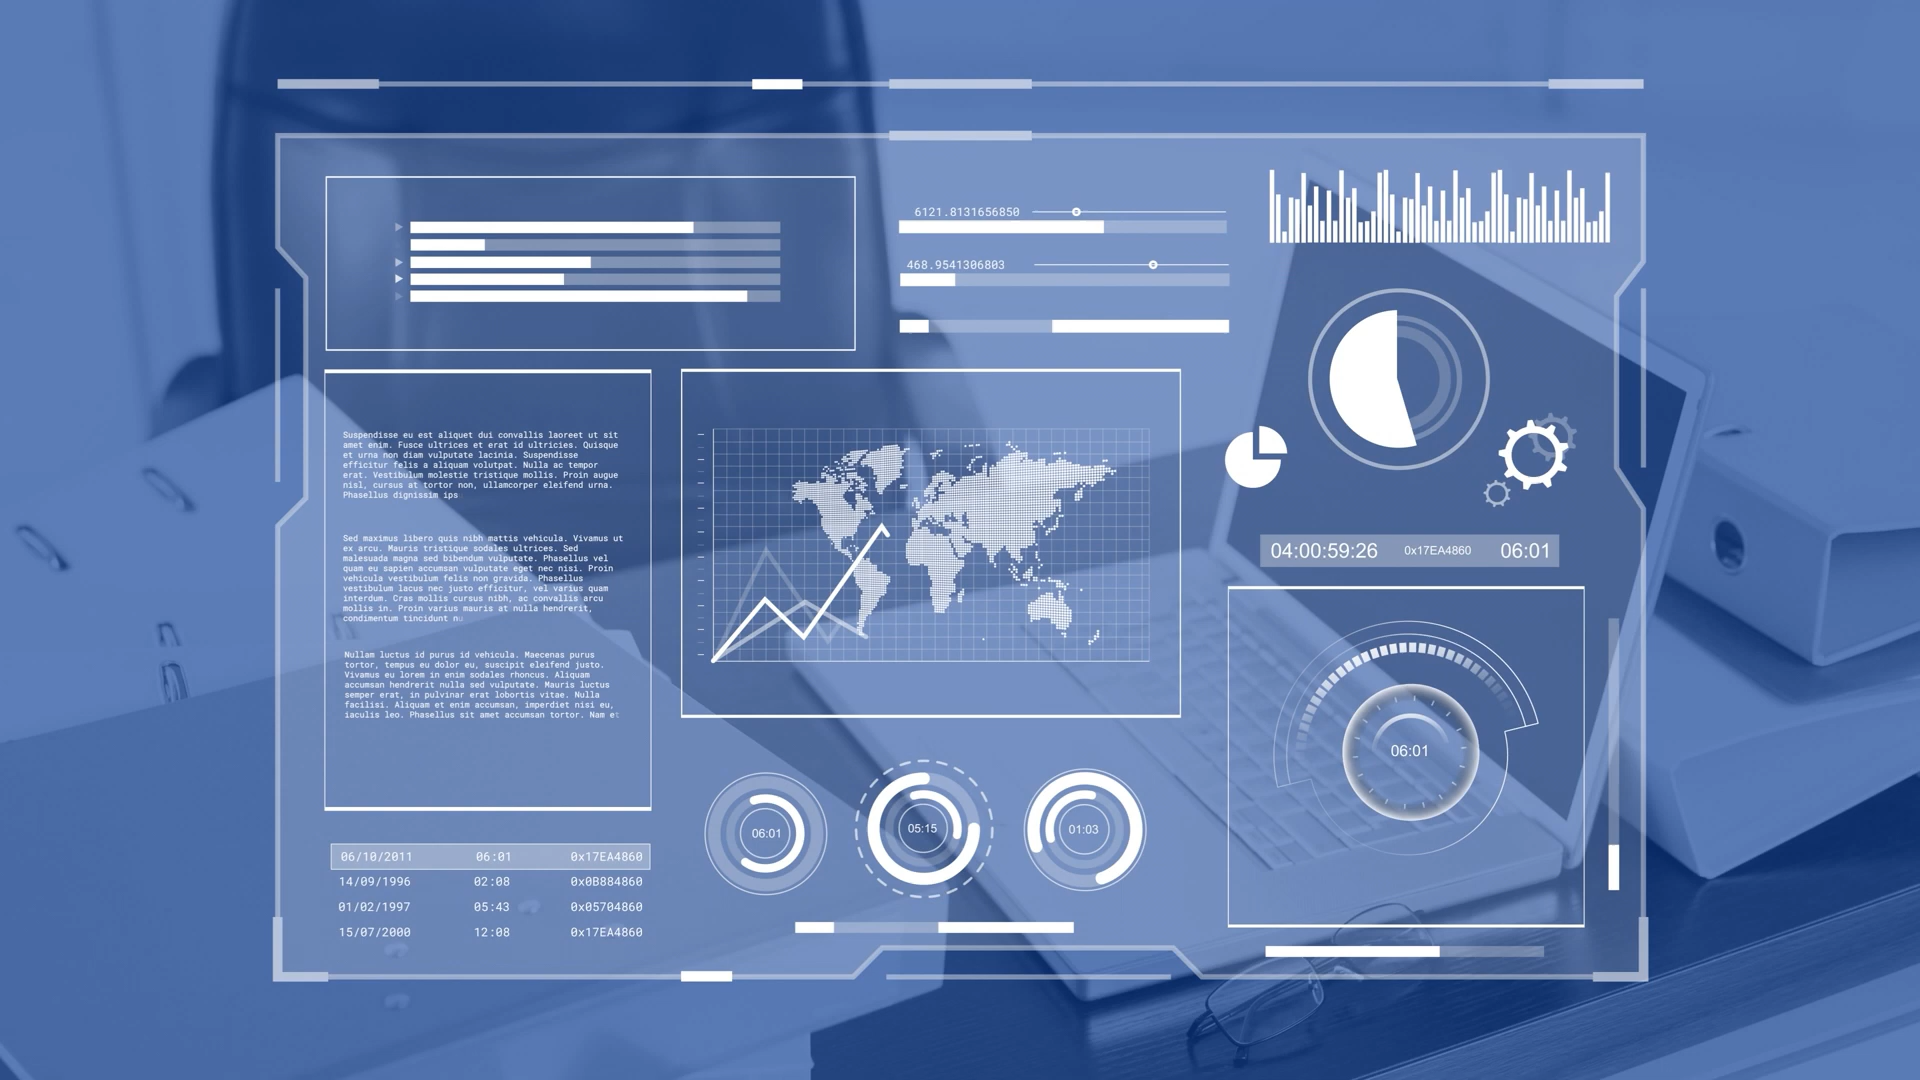 6121.8131656850
468.9541306803
Suspendisse eu est aliquet dui convallis laoreet ut sit
amet enim. Fusce ultrices et erat id ultricies. Quisque
et urna non diam vulputate lacinia. Suspendisse
efficitur felis a aliquam volutpat. Nulla ac tempor
erat. Vestibulum molestie tristique mollis. Proin augue
nisl, cursus at tortor non, ullamcorper eleifend urna.
Phasellus dignissim ips
Sed maximus libero quis nibh mattis vehicula. Vivamus ut
ex arcu. Mauris tristique sodales ultrices. Sed
malesuada magna sed bibendum vulputate. Phasellus vel
quam eu sapien accumsan vulputate eget nec nisi. Proin
vehicula vestibulum felis non gravida. Phasellus
vestibulum lacus nec justo efficitur, vel varius quam
interdum. Cras mollis cursus nibh, ac convallis arcu
mollis in. Proin varius mauris at nulla hendrerit,
condimentum tincidunt nu
Nullam luctus id purus id vehicula. Maecenas purus
tortor, tempus eu dolor eu, suscipit eleifend justo.
Vivamus eu lorem in enim sodales rhoncus. Aliquam
accumsan hendrerit nulla sed vulputate. Mauris luctus
semper erat, in pulvinar erat lobortis vitae. Nulla
facilisi. Aliquam et enim accumsan, imperdiet nisi eu,
iaculis leo. Phasellus sit amet accumsan tortor. Nam et
04:00:59:26 0x17EA4860 06:01
06:01
06:01
05:15
01:03
06/10/2011 06:01 0x17EA4860
14/09/1996 02:08 0x0B884860
01/02/1997 05:43 0x05704860
15/07/2000 12:08 0x17EA4860